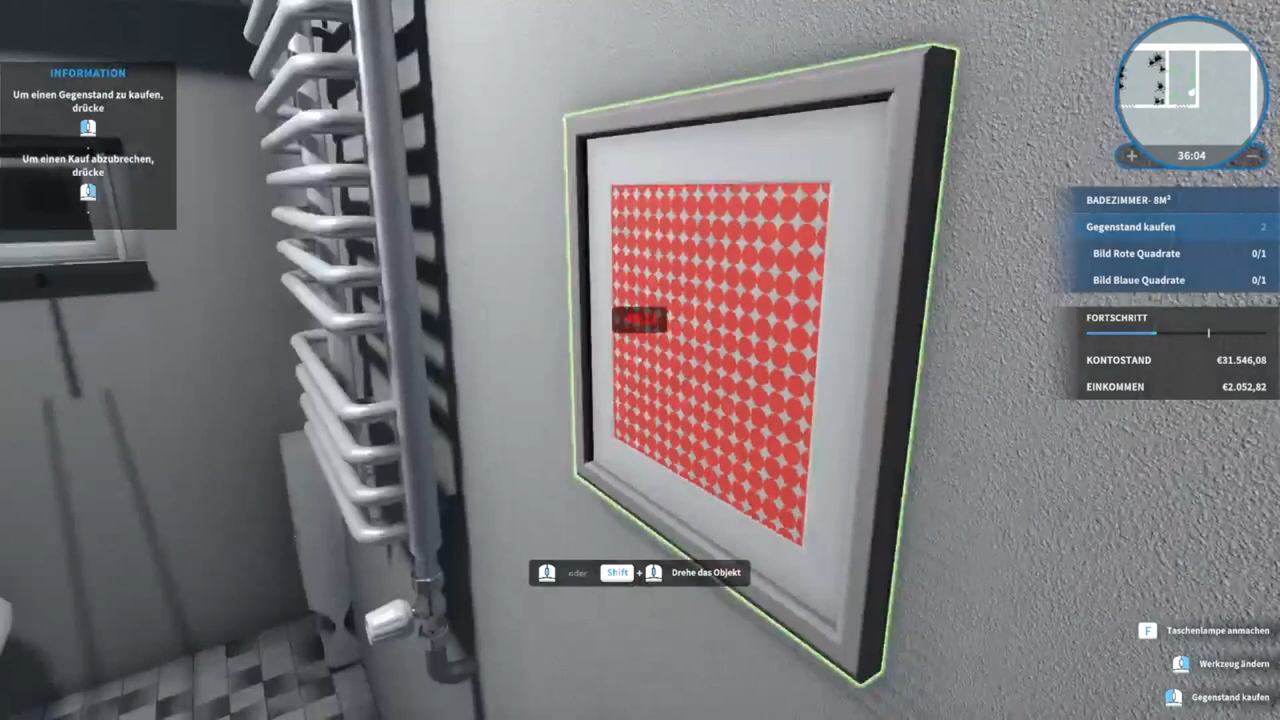 INFORMATION
Um einen Gegenstand zu kaufen,
drücke
Um einen Kauf abzubrechen,
drücke
36:04
BADEZIMMER- 8M²
Gegenstand kaufen 2
Bild Rote Quadrate 0/1
Bild Blaue Quadrate 0/1
FORTSCHRITT
KONTOSTAND €31.546,08
EINKOMMEN €2.052,82
oder Shift + Drehe das Objekt
F Taschenlampe anmachen
Werkzeug ändern
Gegenstand kaufen